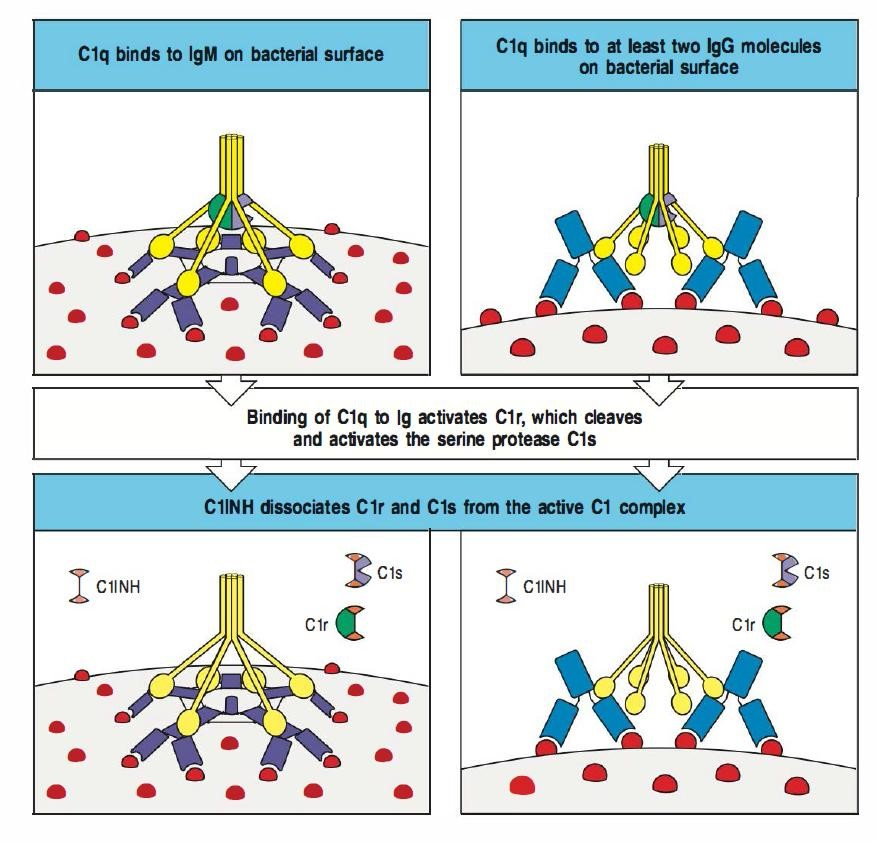 C1q binds to IgM on bacterial surface
C1q binds to at least two IgG molecules
on bacterial surface
Binding of C1q to Ig activates C1r, which cleaves
and activates the serine protease C1s
C1INH dissociates C1r and C1s from the active C1 complex
C1INH
C1s
C1r
C1INH
C1s
C1r